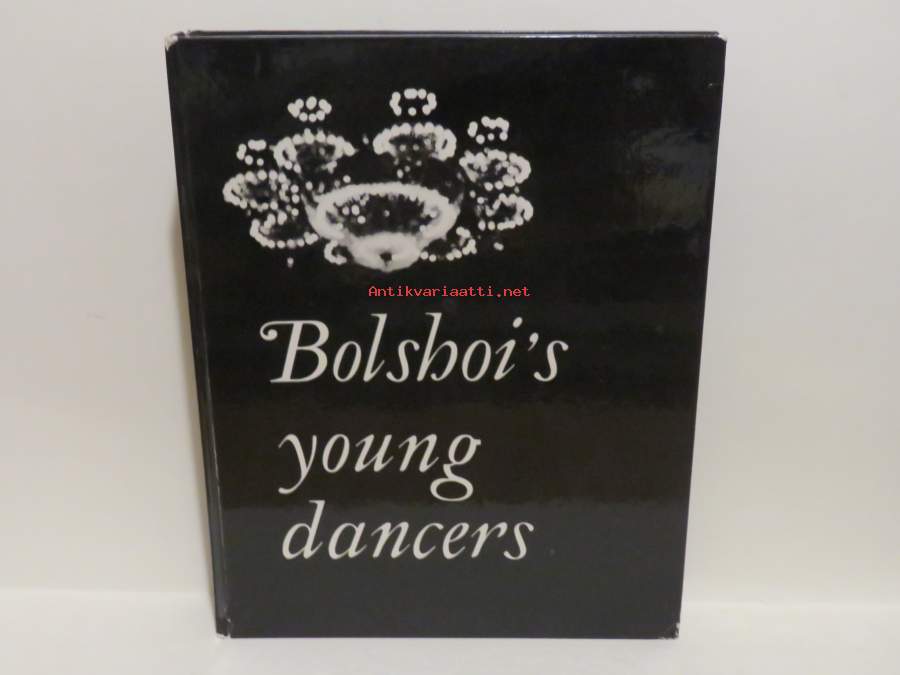 Antikvariaatti.net
Bolshoi's
young
dancers